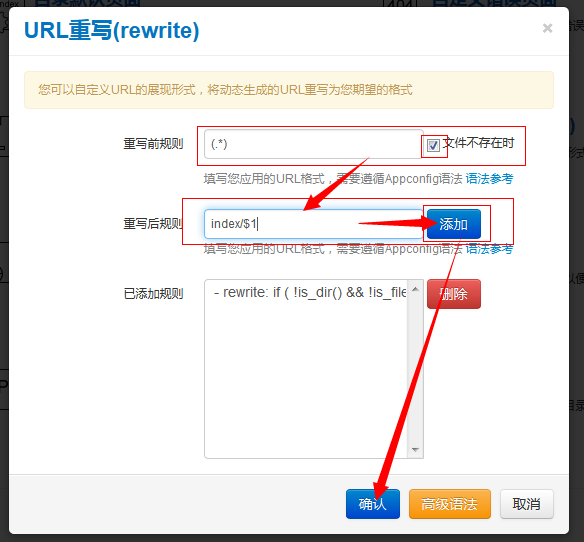 URL重写(rewrite)
×
您可以自定义URL的展现形式，将动态生成的URL重写为您期望的格式
重写前规则 (.*) 文件不存在时
填写您应用的URL格式，需要遵循Appconfig语法 语法参考
重写后规则 index/$1 添加
填写您应用的URL格式，需要遵循Appconfig语法 语法参考
已添加规则 - rewrite: if ( !is_dir() && !is_file 删除
确认 高级语法 取消